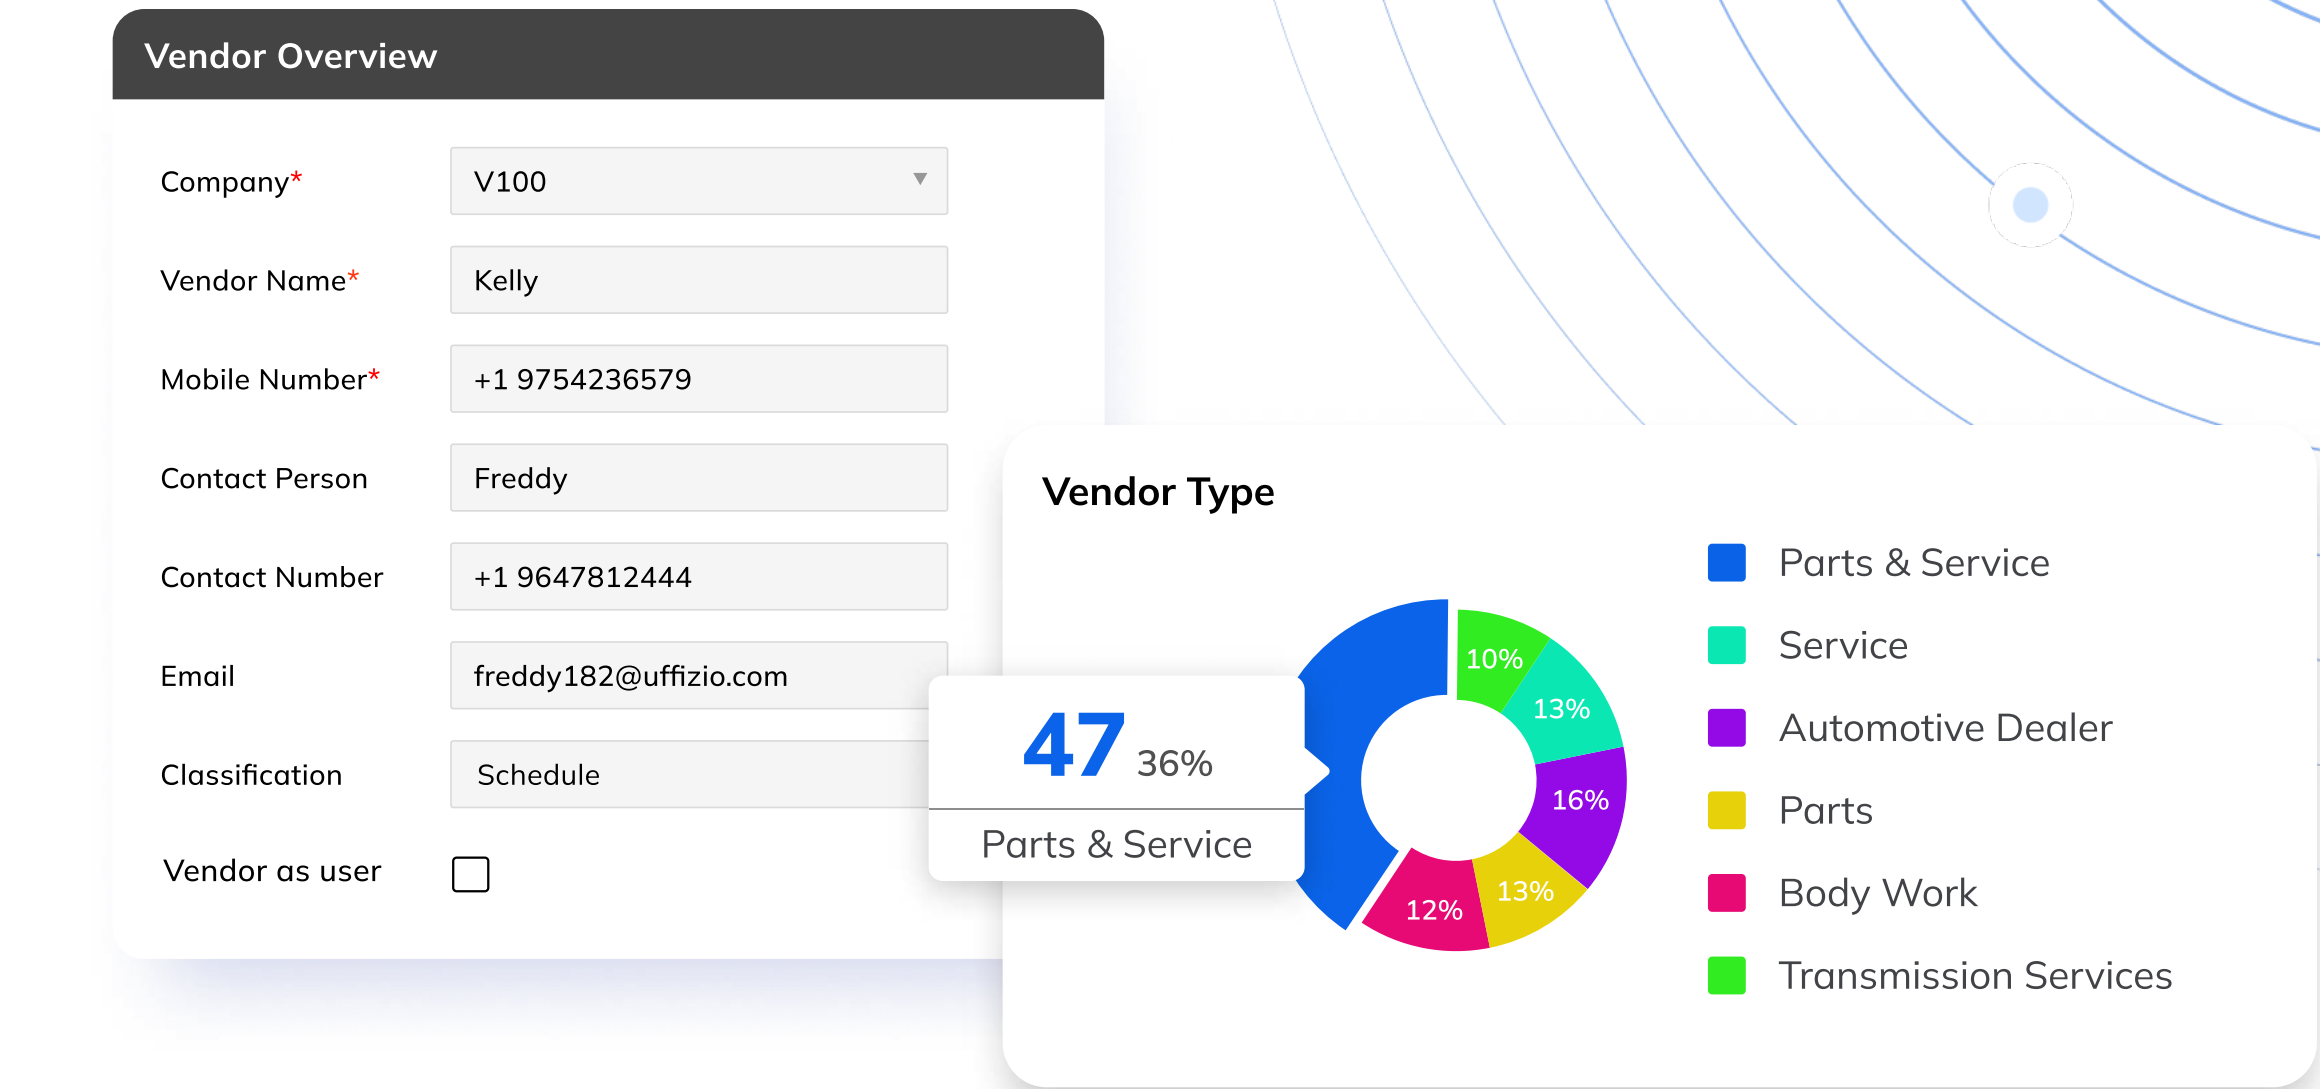 Vendor Overview
Company* V100
Vendor Name* Kelly
Mobile Number* +1 9754236579
Contact Person Freddy
Contact Number +1 9647812444
Email freddy182@uffizio.com
Classification Schedule
Vendor as user
Vendor Type
47 36%
Parts & Service
10%
13%
16%
13%
12%
Parts & Service
Service
Automotive Dealer
Parts
Body Work
Transmission Services